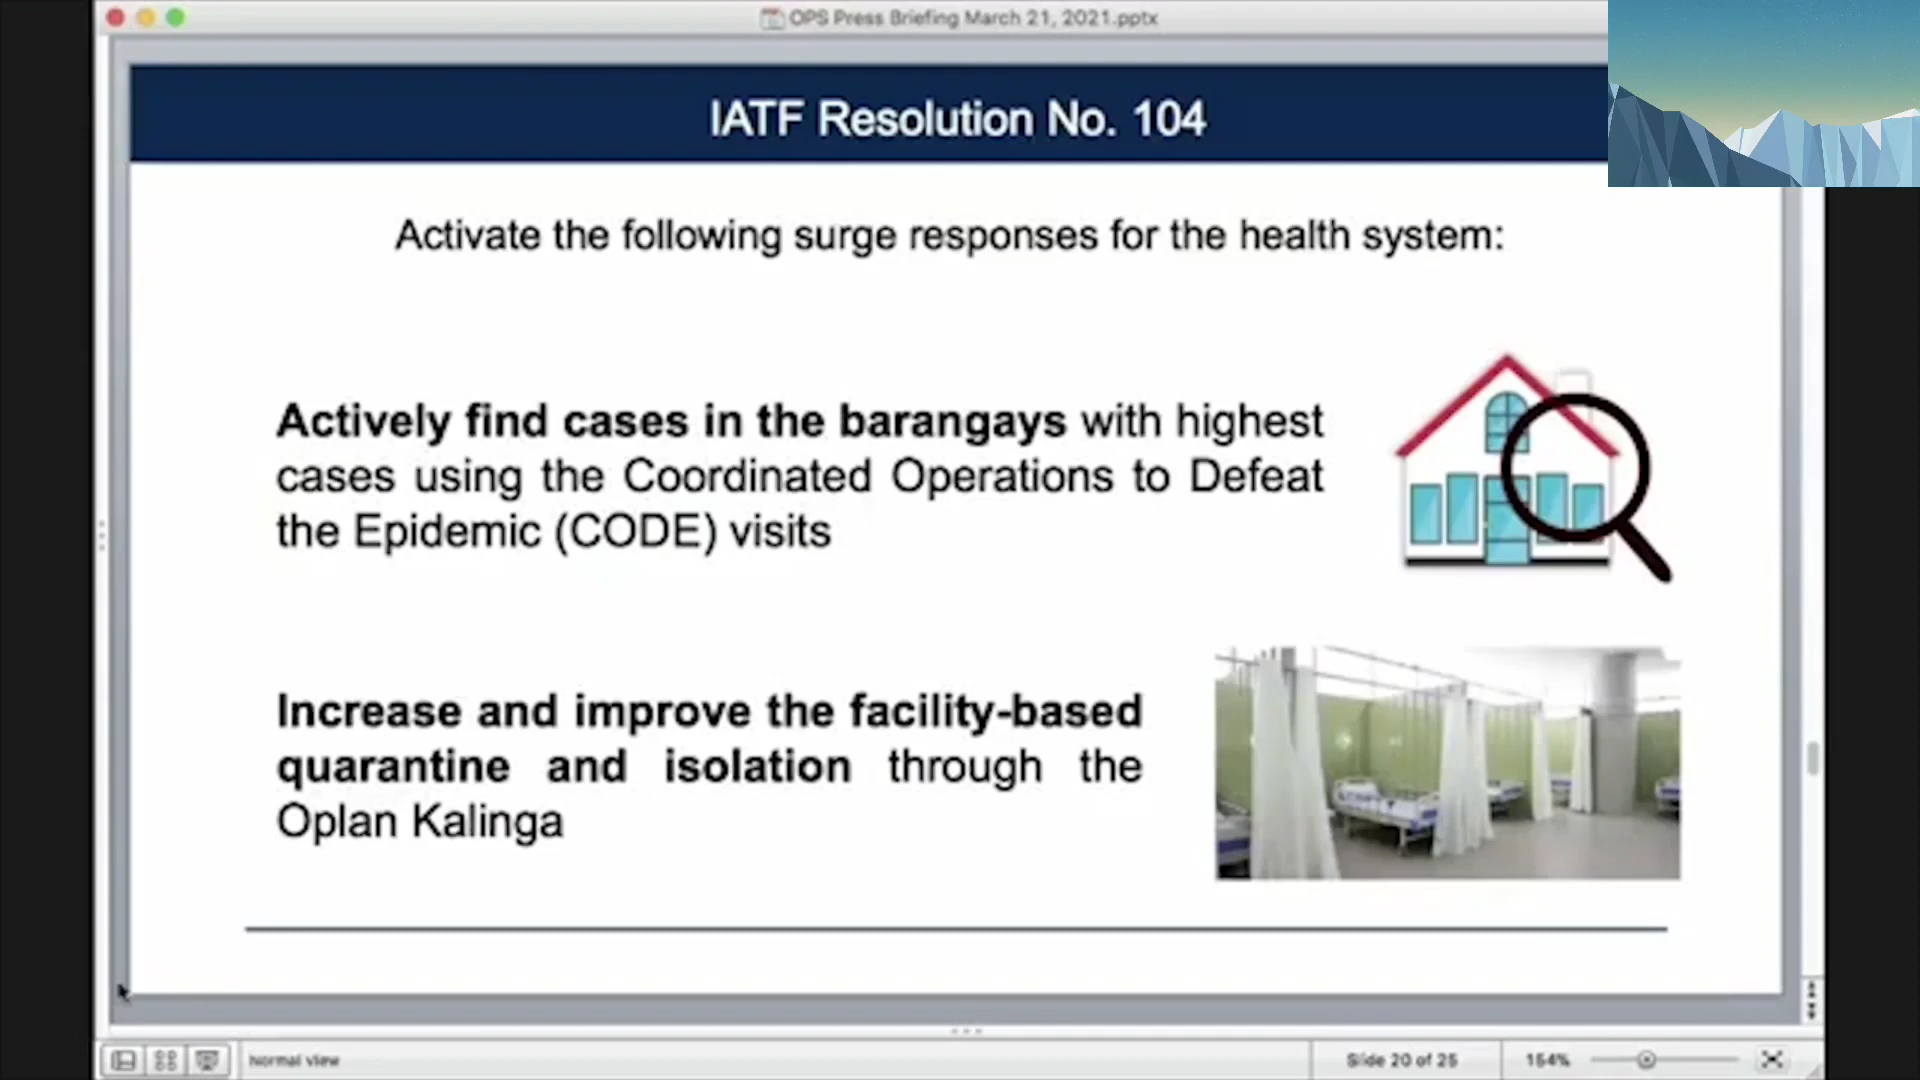 OPS Press Briefing March 21, 2021.pptx
IATF Resolution No. 104
Activate the following surge responses for the health system:
Actively find cases in the barangays with highest
cases using the Coordinated Operations to Defeat
the Epidemic (CODE) visits
Increase and improve the facility-based
quarantine and isolation through the
Oplan Kalinga
Normal View
Slide 20 of 25
154%